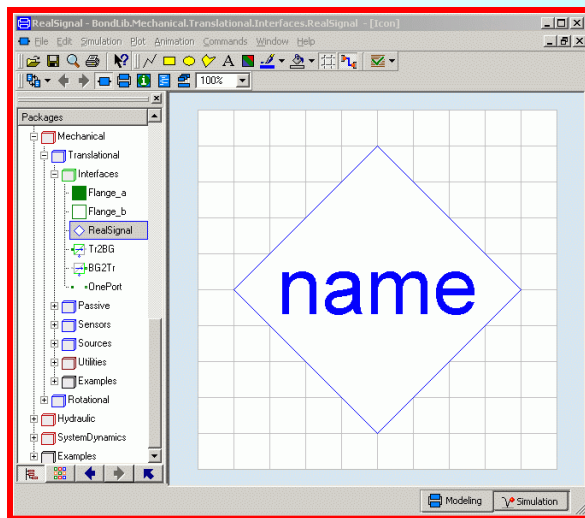 RealSignal - BondLib.Mechanical.Translational.Interfaces.RealSignal - [Icon]
File Edit Simulation Plot Animation Commands Window Help
100%
Packages
Mechanical
Translational
Interfaces
Flange_a
Flange_b
RealSignal
Tr2BG
BG2Tr
OnePort
Passive
Sensors
Sources
Utilities
Examples
Rotational
Hydraulic
SystemDynamics
Examples
name
Modeling Simulation